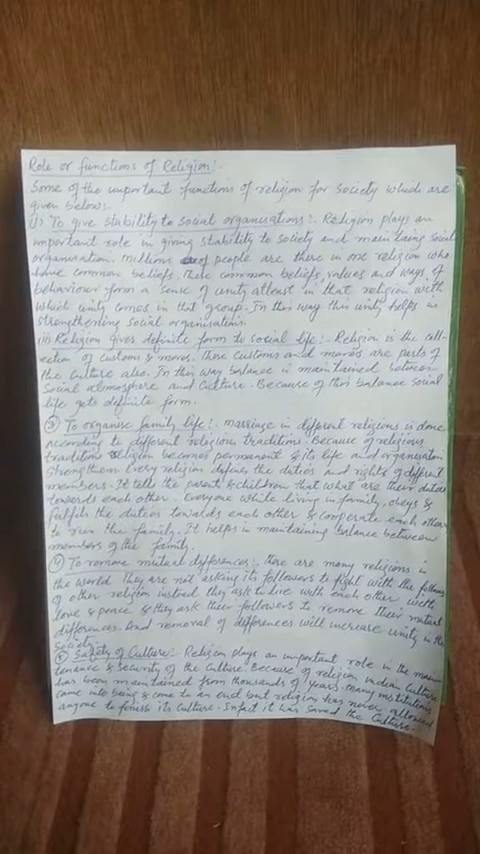 Role or functions of Religion:-
Some of the important functions of religion for society which are
given below:
(i) To give stability to social organisations:- Religion plays an
important role in giving stability to society and maintaing social
organisation. Millions of people are there in one religion who
have common beliefs. These common beliefs, values and ways of
behaviour form a sense of unity atleast in that religion with
which unity comes in that group. In this way this unity helps in
strengthening social organisations.
(ii) Religion gives definite form to social life:- Religion is the coll-
ection of customs & mores. These customs and mores are parts of
the culture also. In this way balance is maintained between
Social atmosphere and Culture. Because of this balance social
life gets definite form.
(3) To organise family life:- Marriage in different religions is done
according to different religious traditions. Because of religious
traditions religion becomes permanent & its life and organisation
strengthens. Every religion defines the duties and rights of different
members. It tells the parents & children that what are their duties
towards each other. Everyone while living in family, obeys &
fulfils the duties towards each other & cooperate each other
to run the family. It helps in maintaining balance between
members of the family.
(4) To remove mutual differences:- there are many religions in
the world. They are not asking its followers to fight with the follows
of other religion instead they ask to live with each other with
love & peace & they ask their followers to remove their mutual
differences. And removal of differences will increase unity in the
Society.
(5) Safety of Culture:- Religion plays an important role in the main-
tenance & security of the culture. Because of religion Indian Culture
has been maintained from thousands of years. Many institutions
came into being & come to an end but religion has never allowed
anyone to finish its culture. Infact it has saved the culture.